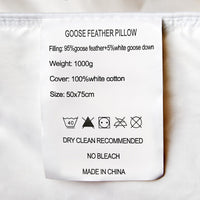 GOOSE FEATHER PILLOW
Filling: 95%goose feather+5%white goose down
Weight: 1000g
Cover: 100%white cotton
Size: 50x75cm
40
DRY CLEAN RECOMMENDED
NO BLEACH
MADE IN CHINA